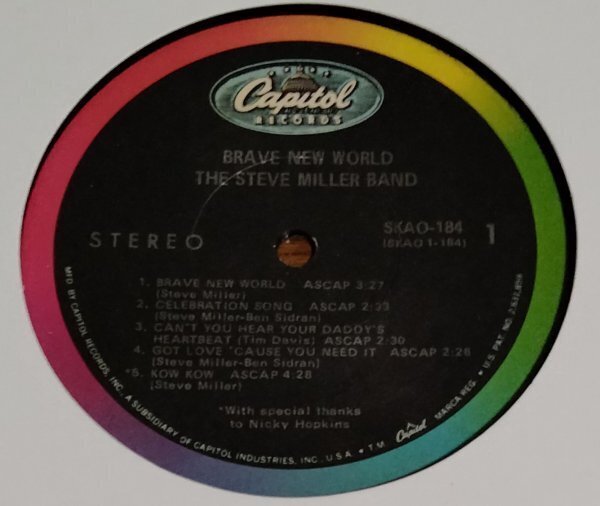 Capitol
RECORDS
BRAVE NEW WORLD
THE STEVE MILLER BAND
STEREO
SKAO-184
(SKAO 1-184)
1
1. BRAVE NEW WORLD ASCAP 3:27
(Steve Miller)
2. CELEBRATION SONG ASCAP 2:33
(Steve Miller-Ben Sidran)
3. CAN'T YOU HEAR YOUR DADDY'S
HEARTBEAT (Tim Davis) ASCAP 2:30
4. GOT LOVE 'CAUSE YOU NEED IT ASCAP 2:28
(Steve Miller-Ben Sidran)
*5. KOW KOW ASCAP 4:28
(Steve Miller)
*With special thanks
to Nicky Hopkins
MFD. BY CAPITOL RECORDS, INC., A SUBSIDIARY OF CAPITOL INDUSTRIES, INC., U.S.A. • T.M. Capitol MARCA REG. • U.S. PAT. NO.